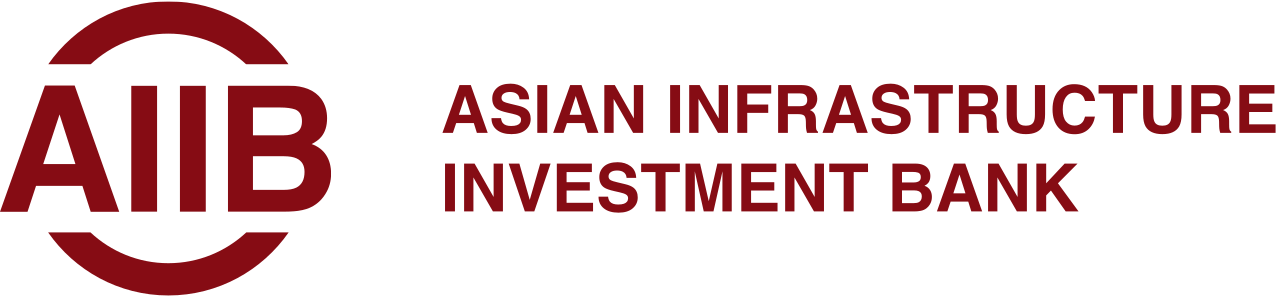 AIIB
ASIAN INFRASTRUCTURE
INVESTMENT BANK